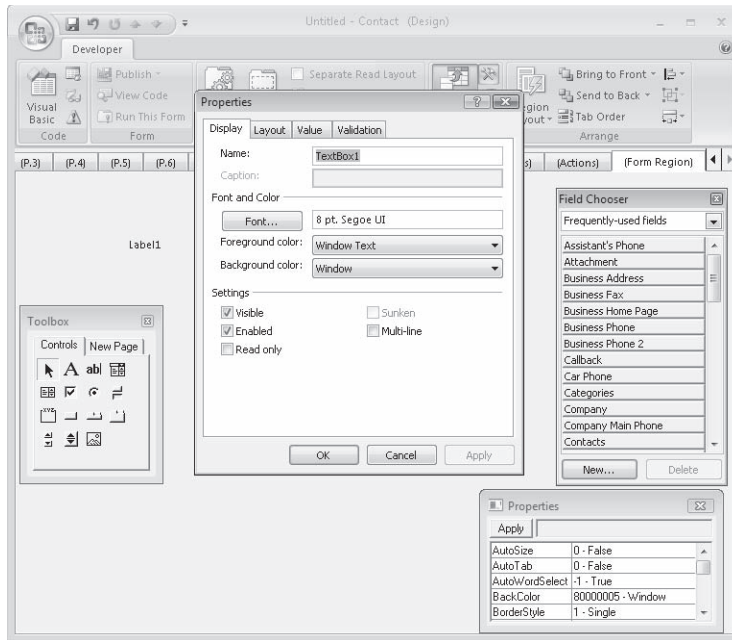 Untitled - Contact (Design)
Developer
Visual Basic
Publish
View Code
Run This Form
Separate Read Layout
Bring to Front
Send to Back
Tab Order
Code
Form
Arrange
(P.3) (P.4) (P.5) (P.6) (Actions) (Form Region)
Label1
Toolbox
Controls New Page
Properties
Display Layout Value Validation
Name: TextBox1
Caption:
Font and Color
Font... 8 pt. Segoe UI
Foreground color: Window Text
Background color: Window
Settings
Visible Sunken
Enabled Multi-line
Read only
OK Cancel Apply
Field Chooser
Frequently-used fields
Assistant's Phone
Attachment
Business Address
Business Fax
Business Home Page
Business Phone
Business Phone 2
Callback
Car Phone
Categories
Company
Company Main Phone
Contacts
New... Delete
Properties
Apply
AutoSize 0 - False
AutoTab 0 - False
AutoWordSelect -1 - True
BackColor 80000005 - Window
BorderStyle 1 - Single